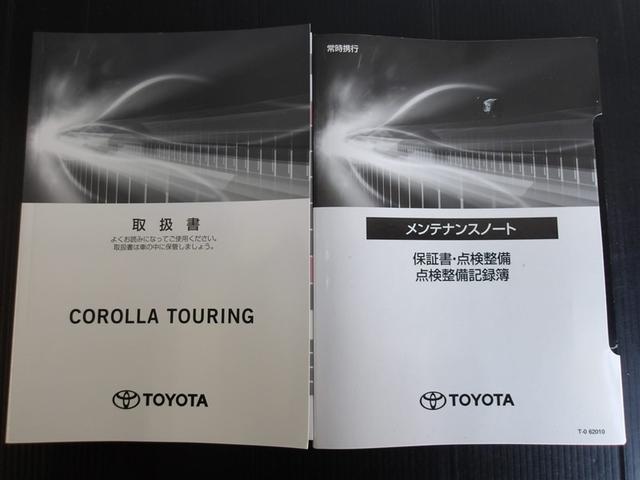 取扱書
よくお読みになってご使用ください。
取扱書は車の中に保管しましょう。
COROLLA TOURING
TOYOTA
常時携行
メンテナンスノート
保証書・点検整備
点検整備記録簿
TOYOTA
T-0 62010